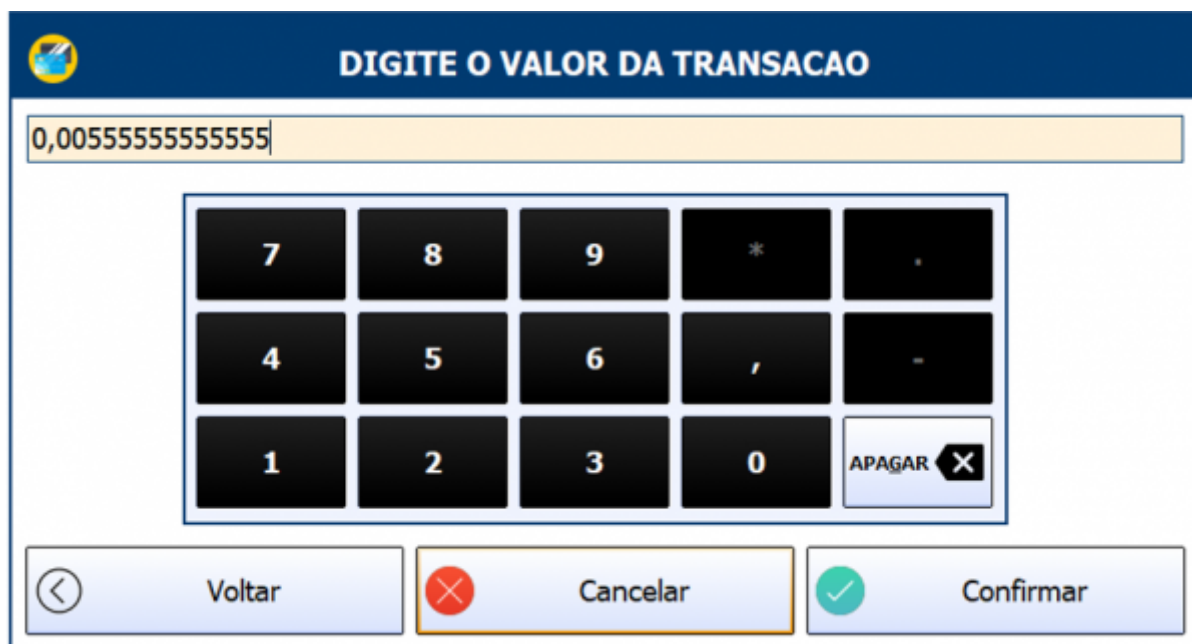 DIGITE O VALOR DA TRANSACAO
0,00555555555555
7 8 9 * .
4 5 6 , -
1 2 3 0 APAGAR
Voltar Cancelar Confirmar